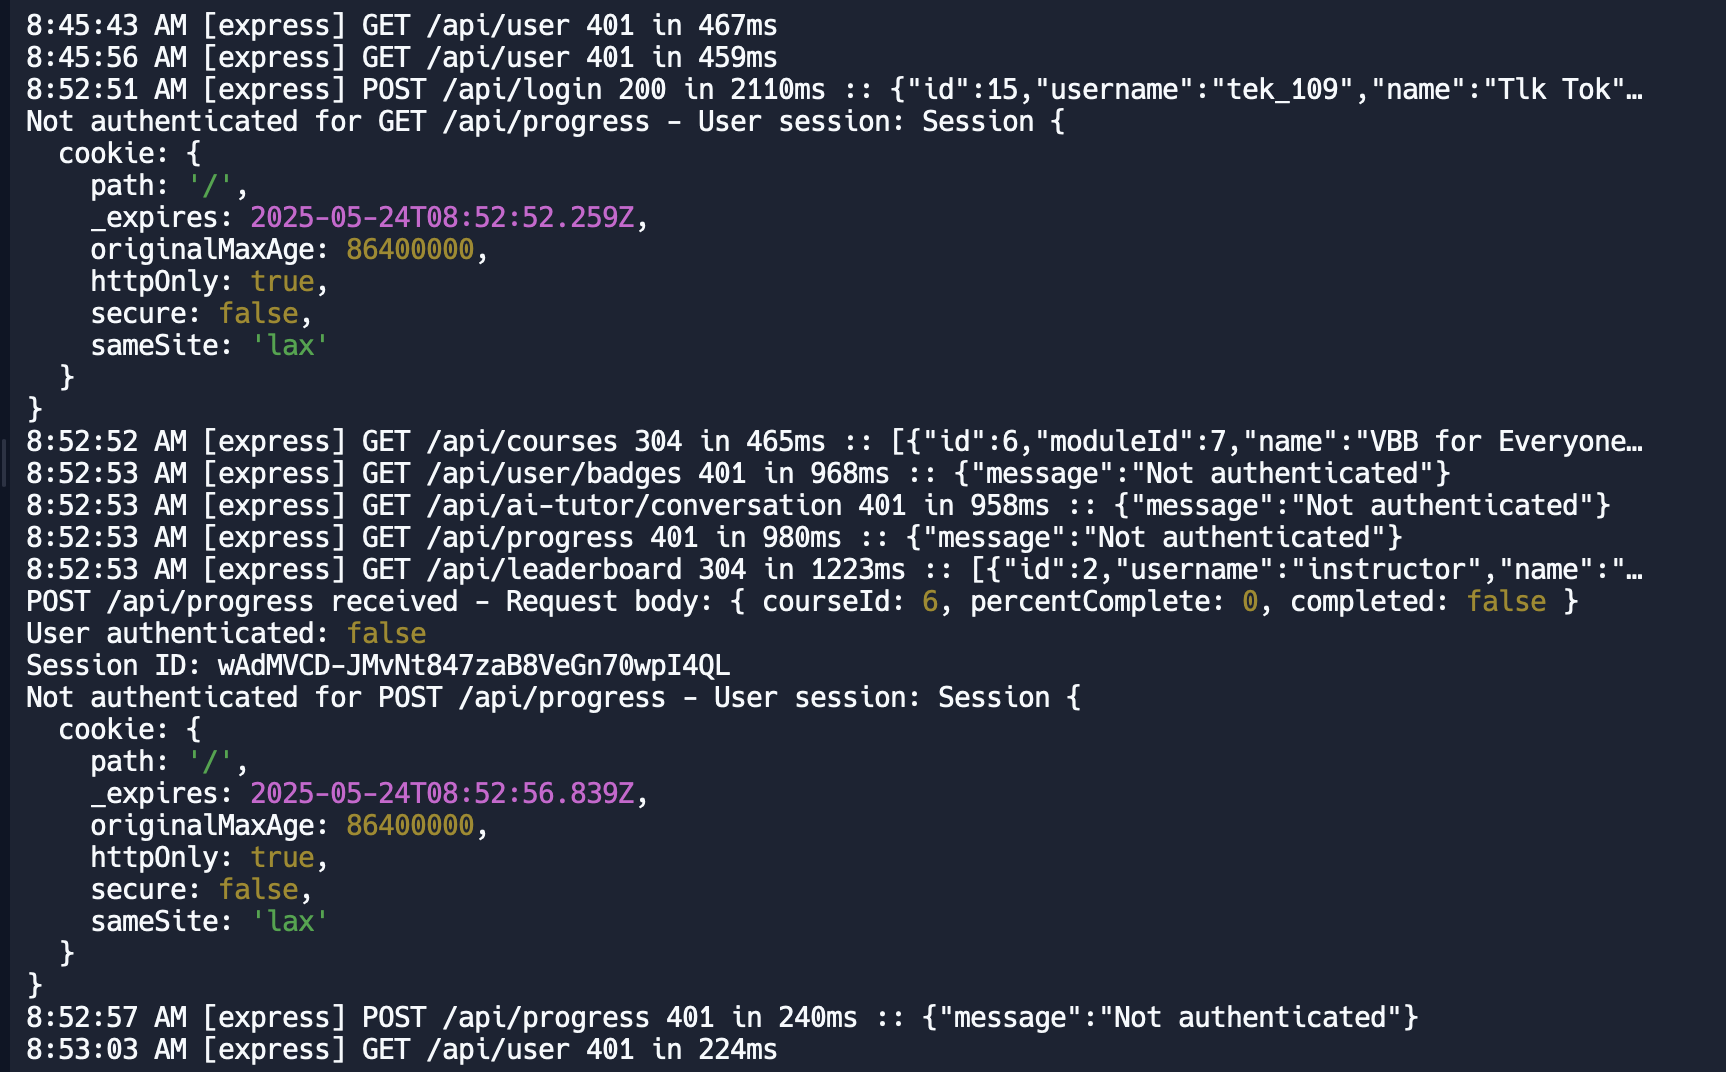 8:45:43 AM [express] GET /api/user 401 in 467ms
8:45:56 AM [express] GET /api/user 401 in 459ms
8:52:51 AM [express] POST /api/login 200 in 2110ms :: {"id":15,"username":"tek_109","name":"Tlk Tok"…
Not authenticated for GET /api/progress - User session: Session {
  cookie: {
    path: '/',
    _expires: 2025-05-24T08:52:52.259Z,
    originalMaxAge: 86400000,
    httpOnly: true,
    secure: false,
    sameSite: 'lax'
  }
}
8:52:52 AM [express] GET /api/courses 304 in 465ms :: [{"id":6,"moduleId":7,"name":"VBB for Everyone…
8:52:53 AM [express] GET /api/user/badges 401 in 968ms :: {"message":"Not authenticated"}
8:52:53 AM [express] GET /api/ai-tutor/conversation 401 in 958ms :: {"message":"Not authenticated"}
8:52:53 AM [express] GET /api/progress 401 in 980ms :: {"message":"Not authenticated"}
8:52:53 AM [express] GET /api/leaderboard 304 in 1223ms :: [{"id":2,"username":"instructor","name":"…
POST /api/progress received - Request body: { courseId: 6, percentComplete: 0, completed: false }
User authenticated: false
Session ID: wAdMVCD-JMvNt847zaB8VeGn70wpI4QL
Not authenticated for POST /api/progress - User session: Session {
  cookie: {
    path: '/',
    _expires: 2025-05-24T08:52:56.839Z,
    originalMaxAge: 86400000,
    httpOnly: true,
    secure: false,
    sameSite: 'lax'
  }
}
8:52:57 AM [express] POST /api/progress 401 in 240ms :: {"message":"Not authenticated"}
8:53:03 AM [express] GET /api/user 401 in 224ms